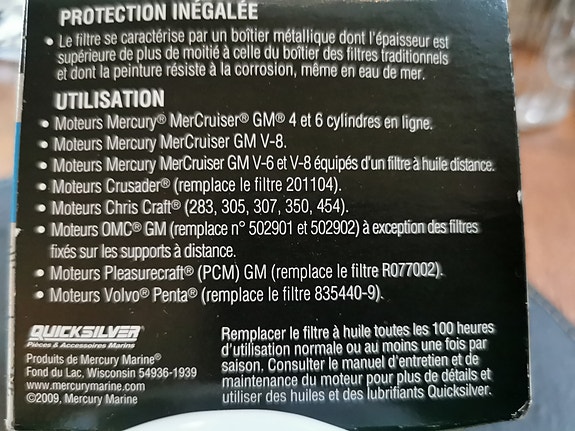 PROTECTION INÉGALÉE
• Le filtre se caractérise par un boîtier métallique dont l'épaisseur est
supérieure de plus de moitié à celle du boîtier des filtres traditionnels
et dont la peinture résiste à la corrosion, même en eau de mer.
UTILISATION
• Moteurs Mercury® MerCruiser® GM® 4 et 6 cylindres en ligne.
• Moteurs Mercury MerCruiser GM V-8.
• Moteurs Mercury MerCruiser GM V-6 et V-8 équipés d'un filtre à huile distance.
• Moteurs Crusader® (remplace le filtre 201104).
• Moteurs Chris Craft® (283, 305, 307, 350, 454).
• Moteurs OMC® GM (remplace n° 502901 et 502902) à exception des filtres
fixés sur les supports à distance.
• Moteurs Pleasurecraft® (PCM) GM (remplace le filtre R077002).
• Moteurs Volvo® Penta® (remplace le filtre 835440-9).
QUICKSILVER®
Pièces & Accessoires Marins
Produits de Mercury Marine®
Fond du Lac, Wisconsin 54936-1939
www.mercurymarine.com
©2009, Mercury Marine
Remplacer le filtre à huile toutes les 100 heures
d'utilisation normale ou au moins une fois par
saison. Consulter le manuel d'entretien et de
maintenance du moteur pour plus de détails et
utiliser des huiles et des lubrifiants Quicksilver.